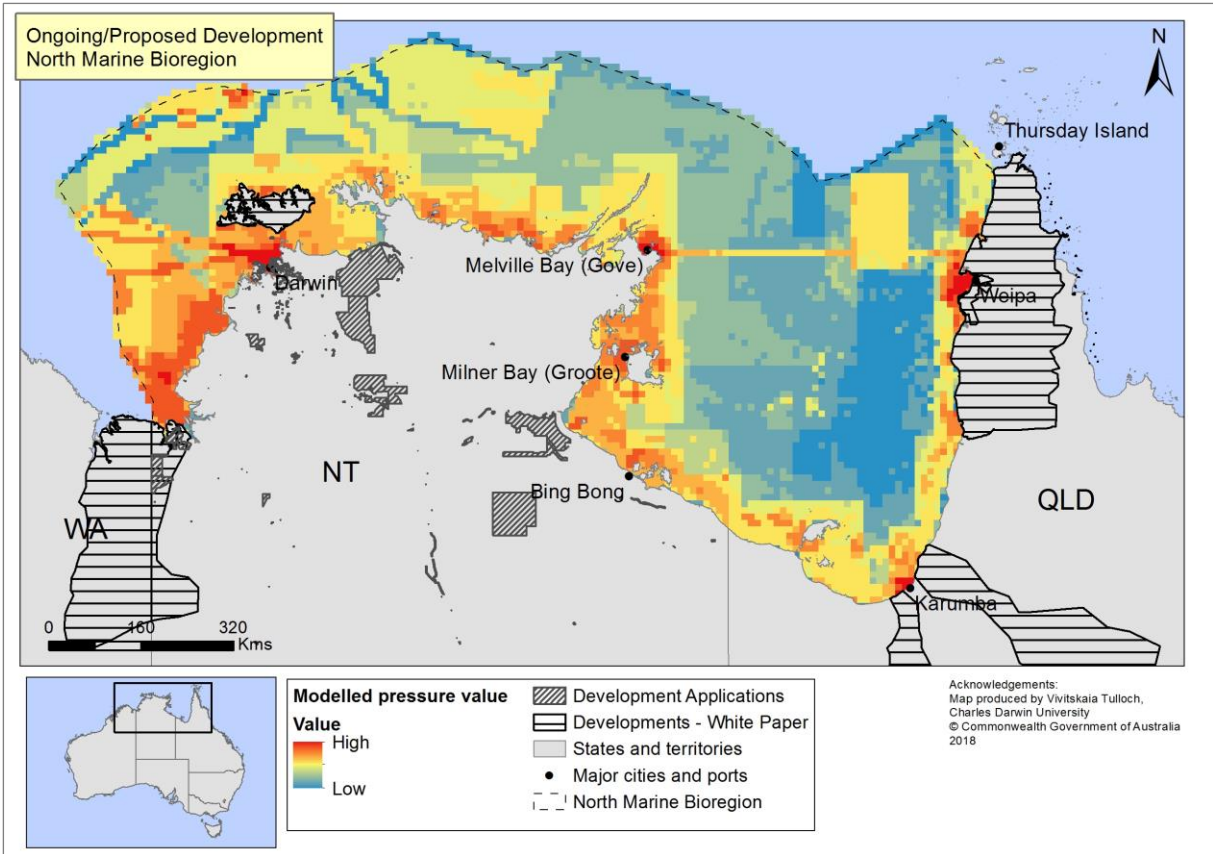 Ongoing/Proposed Development
North Marine Bioregion
N
Thursday Island
Melville Bay (Gove)
Darwin
Weipa
Milner Bay (Groote)
NT
Bing Bong
QLD
WA
Karumba
0 160 320
Kms
Modelled pressure value
Value
High
Low
Development Applications
Developments - White Paper
States and territories
Major cities and ports
North Marine Bioregion
Acknowledgements:
Map produced by Vivitskaia Tulloch,
Charles Darwin University
© Commonwealth Government of Australia
2018